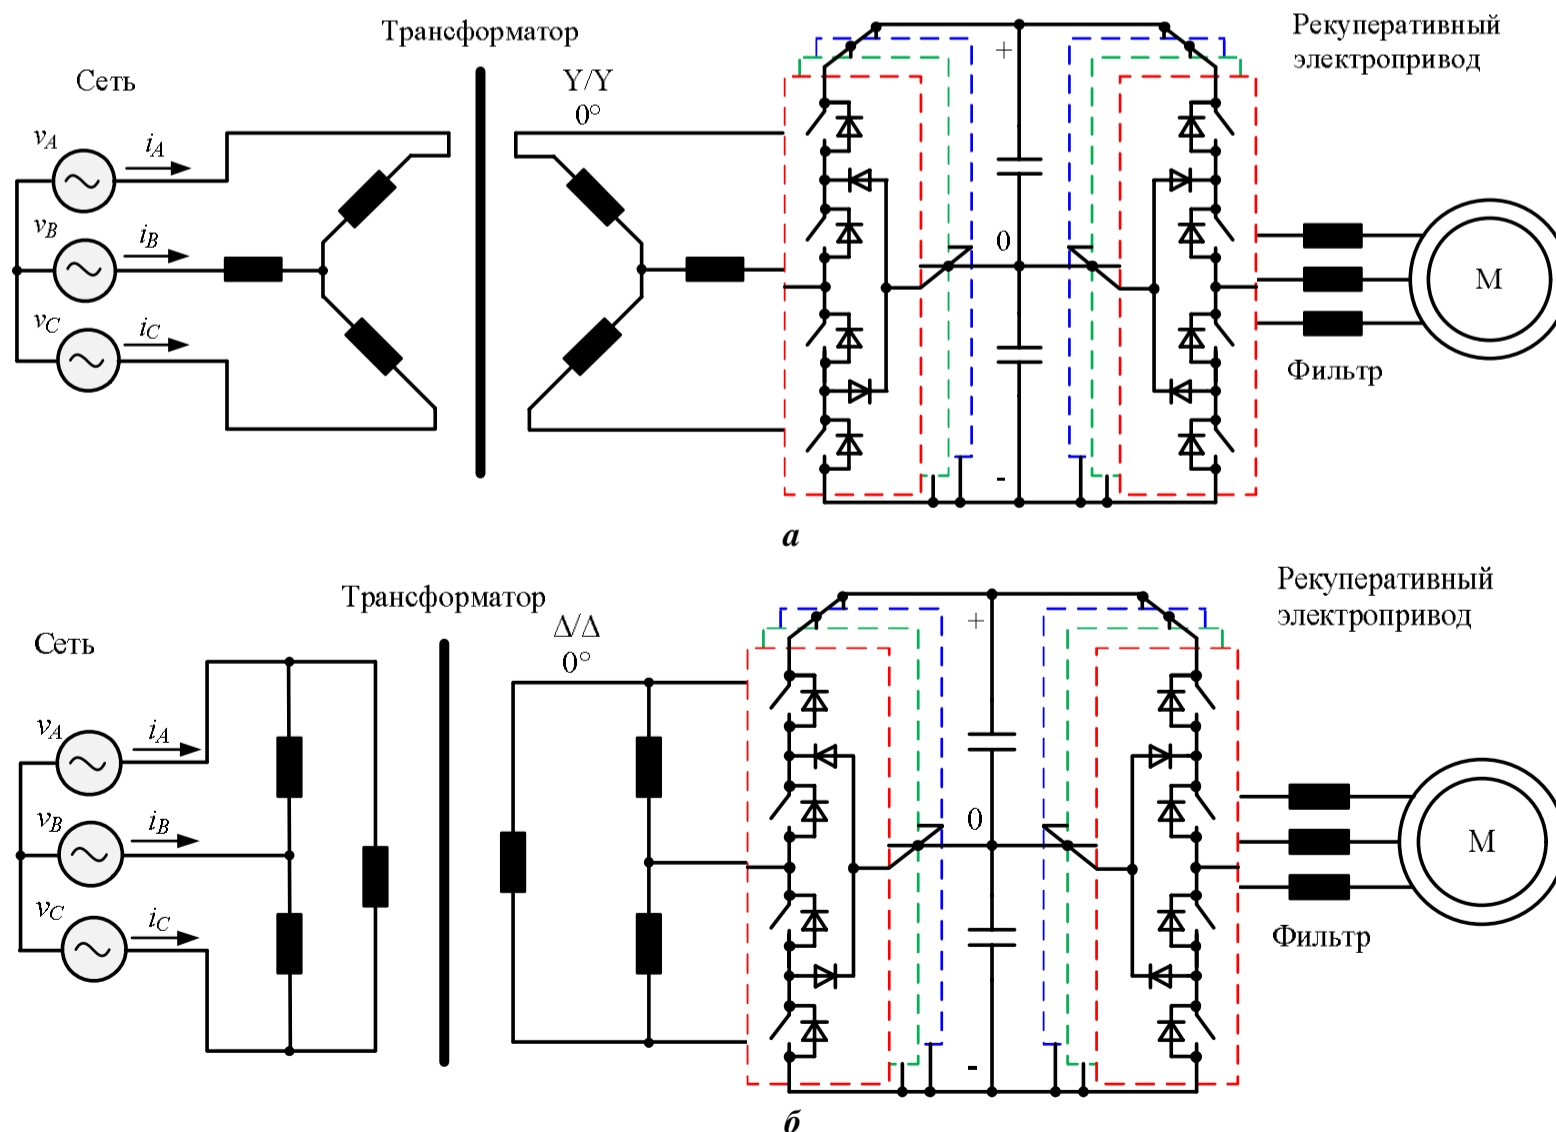 Трансформатор
Рекуперативный
электропривод
Сеть
Y/Y
0°
+
vA
iA
vB
iB
0
M
vC
iC
Фильтр
-
а
Трансформатор
Рекуперативный
электропривод
Сеть
Δ/Δ
0°
+
vA
iA
vB
iB
0
M
vC
iC
Фильтр
-
б